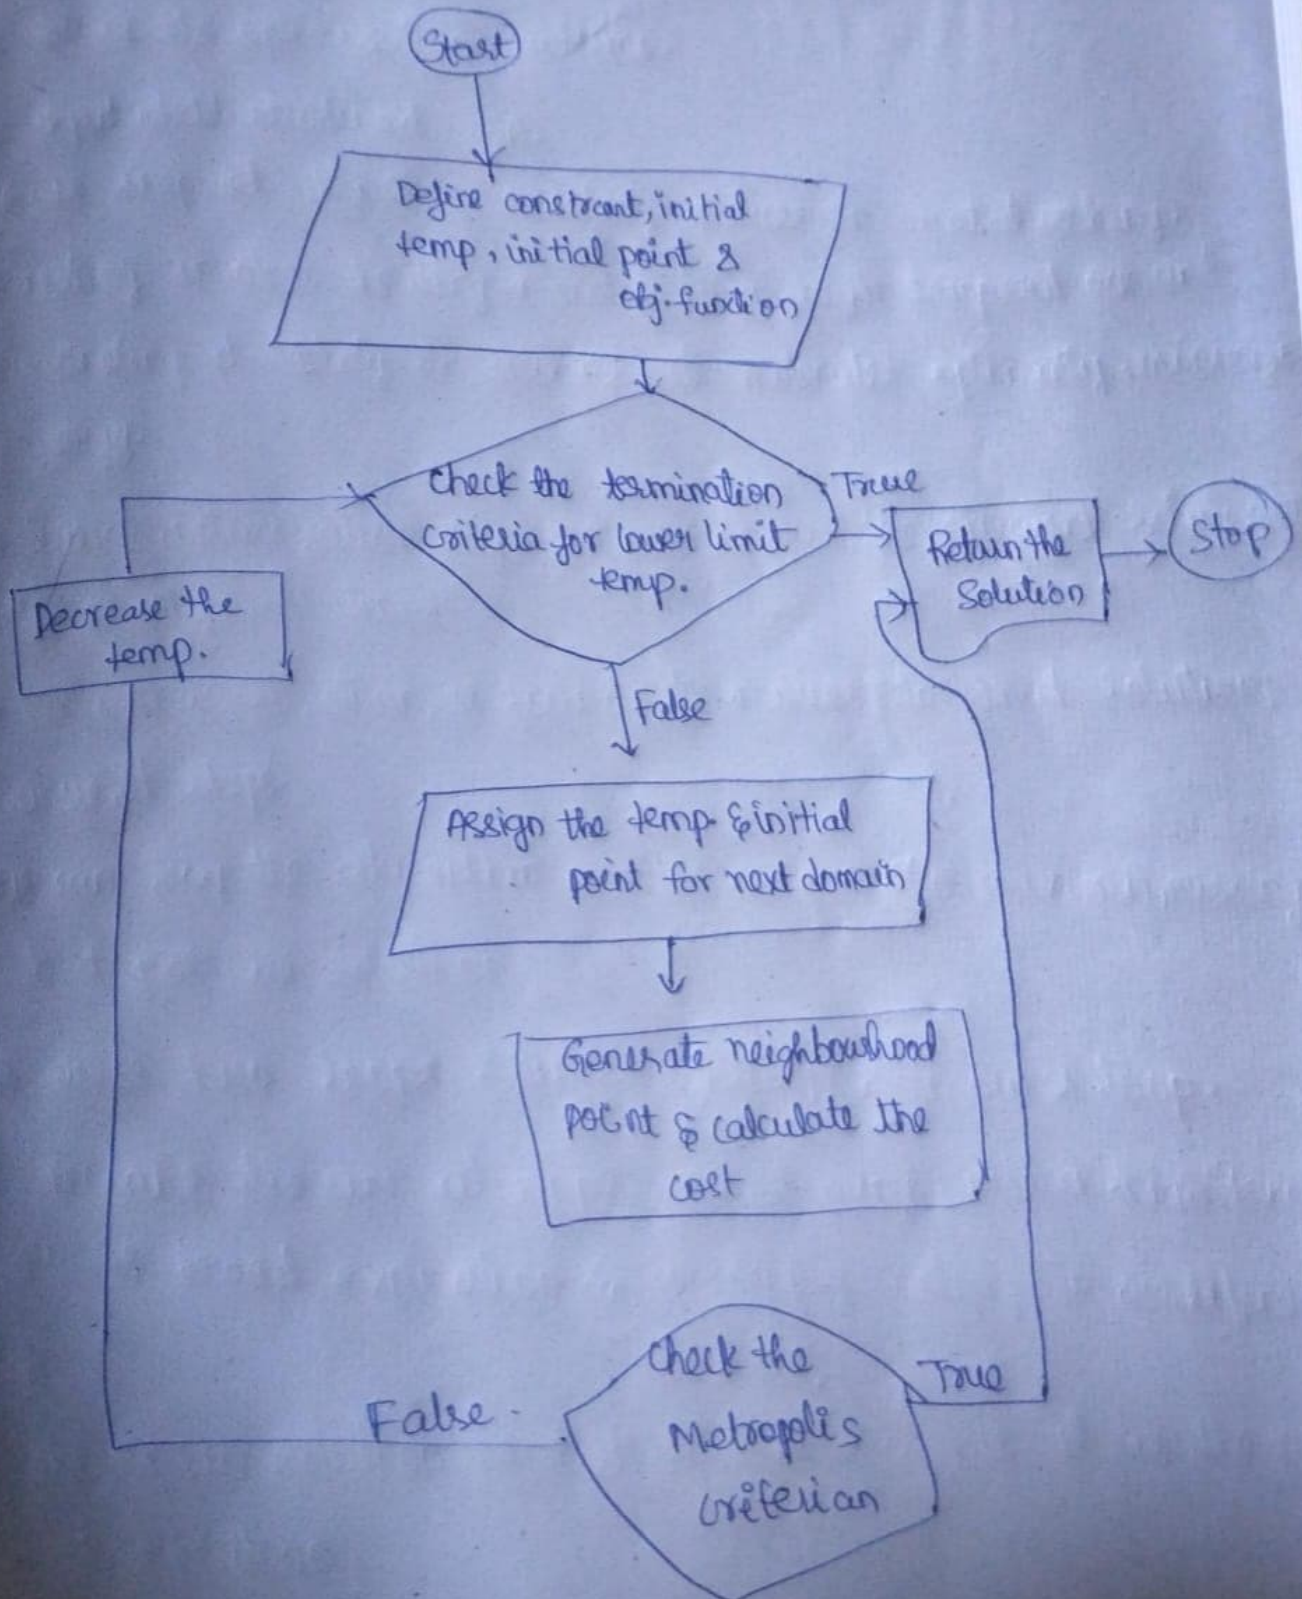 Start
Define constrant, initial
temp, initial point &
obj. function
Check the termination
criteria for lower limit
temp.
True
Retain the
Solution
Stop
Decrease the
temp.
False
Assign the temp. & initial
point for next domain
Generate neighbourhood
point & calculate the
cost
Check the
Metropolis
criterian
True
False.